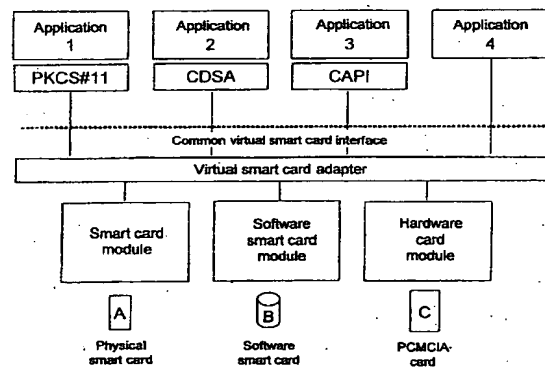 Application
1
Application
2
Application
3
Application
4
PKCS#11
CDSA
CAPI
Common virtual smart card interface
Virtual smart card adapter
Smart card
module
Software
smart card
module
Hardware
card
module
A
B
C
Physical
smart card
Software
smart card
PCMCIA-
card